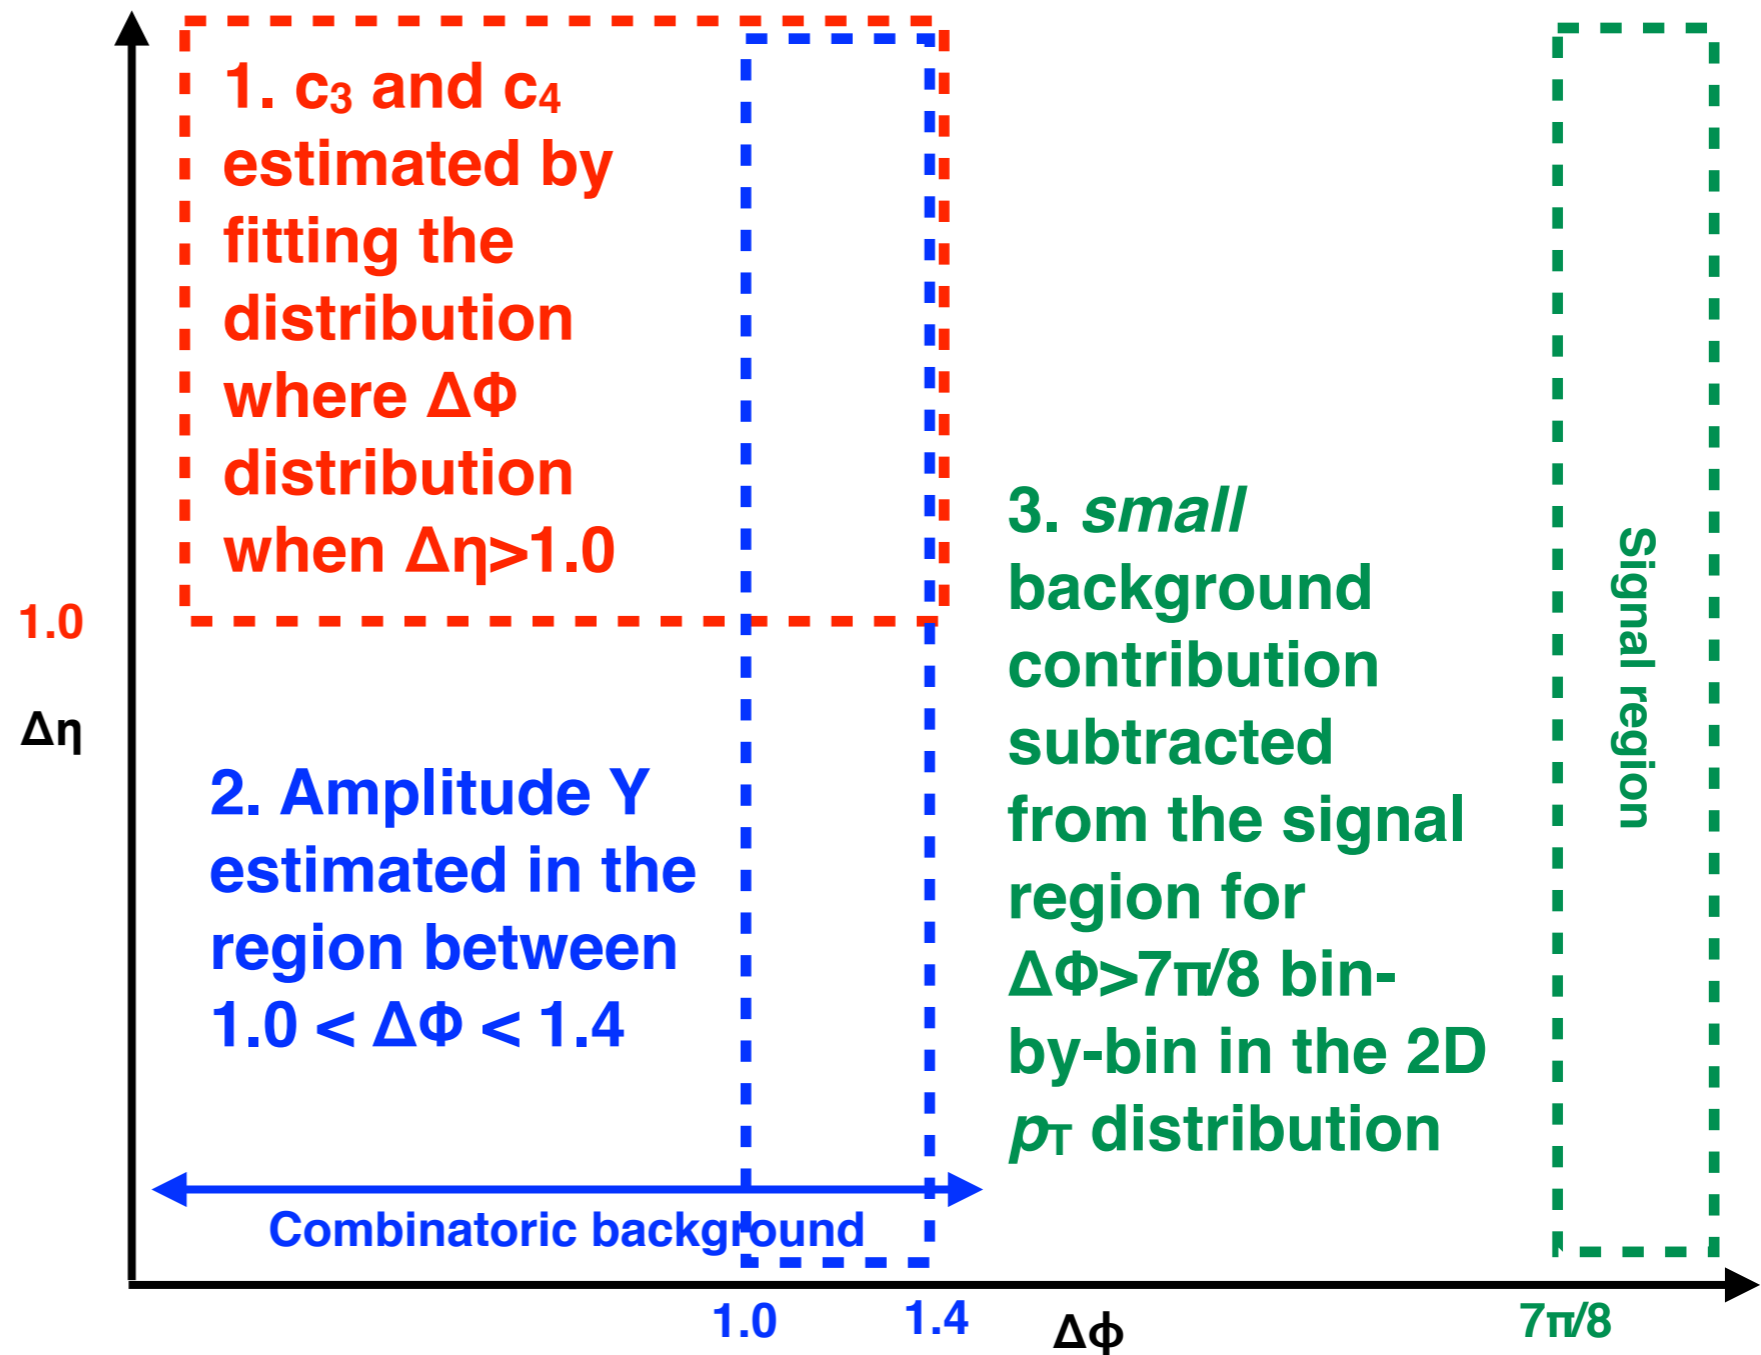 1. c₃ and c₄
estimated by
fitting the
distribution
where ΔΦ
distribution
when Δη>1.0
1.0
Δη
2. Amplitude Y
estimated in the
region between
1.0 < ΔΦ < 1.4
Combinatoric background
3. small
background
contribution
subtracted
from the signal
region for
ΔΦ>7π/8 bin-
by-bin in the 2D
pT distribution
Signal region
1.0
1.4
Δϕ
7π/8